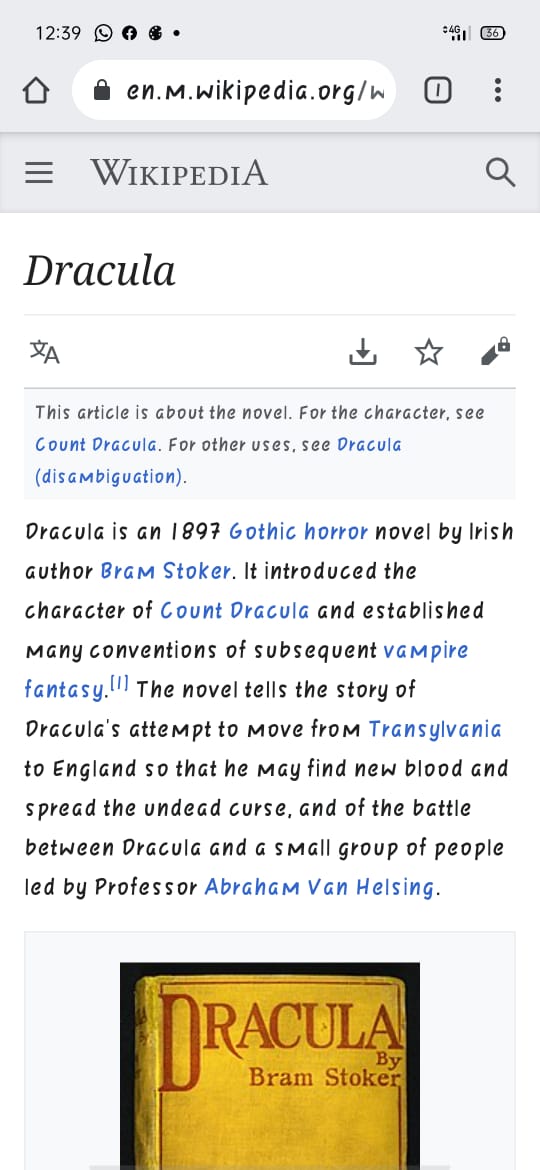 12:39
4G
36
en.m.wikipedia.org/w
WIKIPEDIA
Dracula
This article is about the novel. For the character, see
Count Dracula. For other uses, see Dracula
(disambiguation).
Dracula is an 1897 Gothic horror novel by Irish
author Bram Stoker. It introduced the
character of Count Dracula and established
many conventions of subsequent vampire
fantasy.[1] The novel tells the story of
Dracula's attempt to move from Transylvania
to England so that he may find new blood and
spread the undead curse, and of the battle
between Dracula and a small group of people
led by Professor Abraham Van Helsing.
DRACULA
By
Bram Stoker